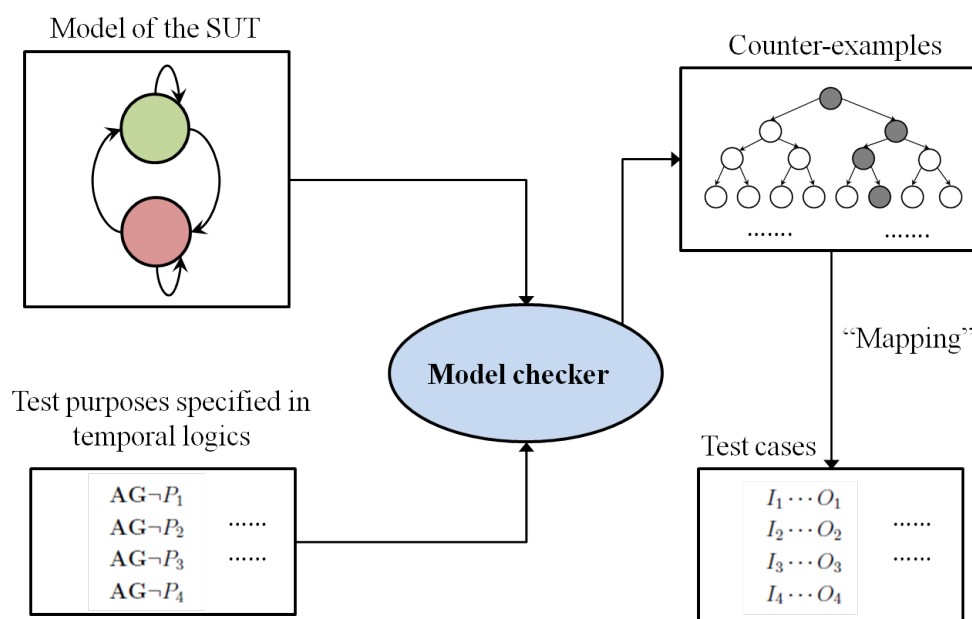 Model of the SUT
Counter-examples
.......
.......
“Mapping”
Model checker
Test purposes specified in
temporal logics
AG¬P₁
AG¬P₂ ......
AG¬P₃ ......
AG¬P₄
Test cases
I₁ ⋯ O₁
I₂ ⋯ O₂ ......
I₃ ⋯ O₃ ......
I₄ ⋯ O₄